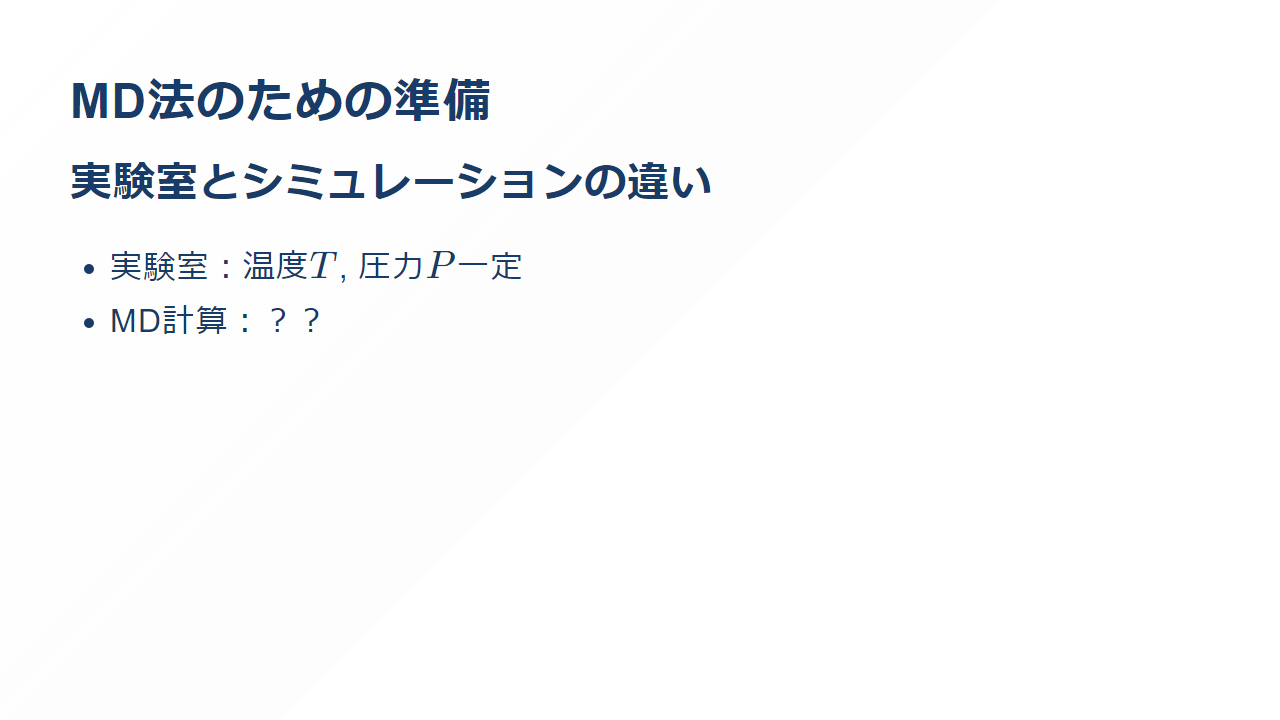 MD法のための準備
実験室とシミュレーションの違い
• 実験室：温度T, 圧力P一定
• MD計算：？？